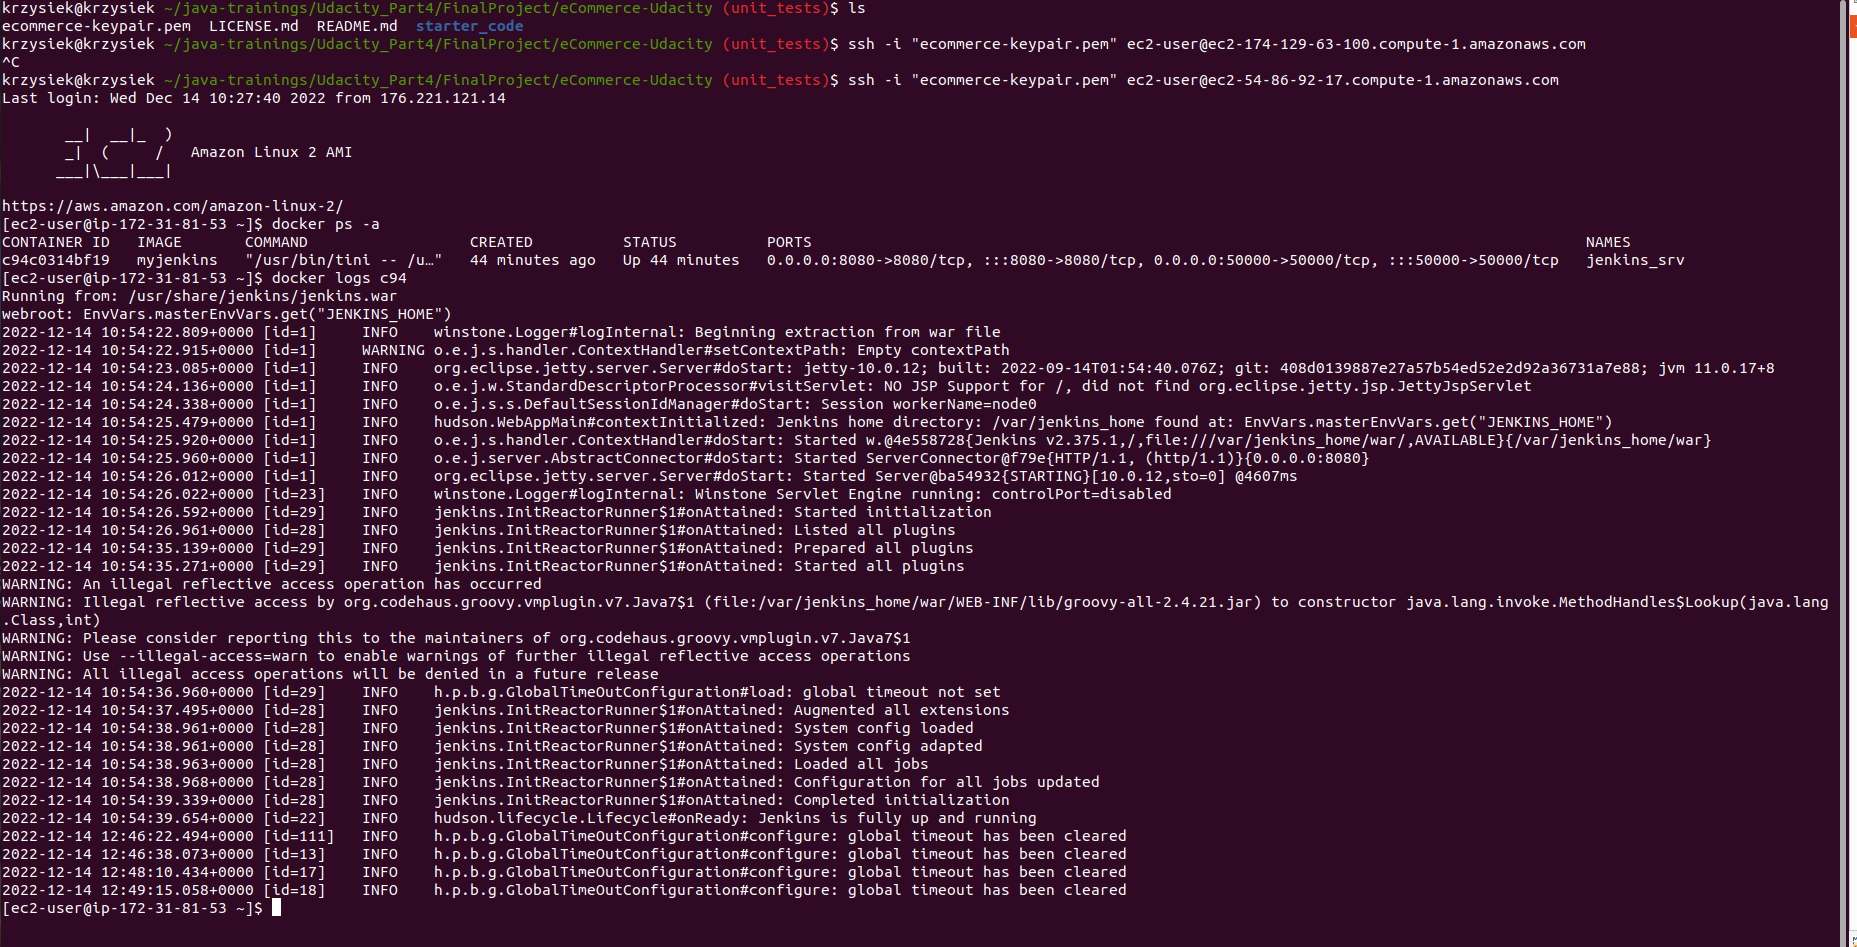 krzysiek@krzysiek ~/java-trainings/Udacity_Part4/FinalProject/eCommerce-Udacity (unit_tests)$ ls
ecommerce-keypair.pem  LICENSE.md  README.md  starter_code
krzysiek@krzysiek ~/java-trainings/Udacity_Part4/FinalProject/eCommerce-Udacity (unit_tests)$ ssh -i "ecommerce-keypair.pem" ec2-user@ec2-174-129-63-100.compute-1.amazonaws.com
^C
krzysiek@krzysiek ~/java-trainings/Udacity_Part4/FinalProject/eCommerce-Udacity (unit_tests)$ ssh -i "ecommerce-keypair.pem" ec2-user@ec2-54-86-92-17.compute-1.amazonaws.com
Last login: Wed Dec 14 10:27:40 2022 from 176.221.121.14
       __|  __|_  )
       _|  (     /   Amazon Linux 2 AMI
      ___|\___|___|
https://aws.amazon.com/amazon-linux-2/
[ec2-user@ip-172-31-81-53 ~]$ docker ps -a
CONTAINER ID   IMAGE       COMMAND                  CREATED          STATUS          PORTS                                                                                      NAMES
c94c0314bf19   myjenkins   "/usr/bin/tini -- /u…"   44 minutes ago   Up 44 minutes   0.0.0.0:8080->8080/tcp, :::8080->8080/tcp, 0.0.0.0:50000->50000/tcp, :::50000->50000/tcp   jenkins_srv
[ec2-user@ip-172-31-81-53 ~]$ docker logs c94
Running from: /usr/share/jenkins/jenkins.war
webroot: EnvVars.masterEnvVars.get("JENKINS_HOME")
2022-12-14 10:54:22.809+0000 [id=1]     INFO    winstone.Logger#logInternal: Beginning extraction from war file
2022-12-14 10:54:22.915+0000 [id=1]     WARNING o.e.j.s.handler.ContextHandler#setContextPath: Empty contextPath
2022-12-14 10:54:23.085+0000 [id=1]     INFO    org.eclipse.jetty.server.Server#doStart: jetty-10.0.12; built: 2022-09-14T01:54:40.076Z; git: 408d0139887e27a57b54ed52e2d92a36731a7e88; jvm 11.0.17+8
2022-12-14 10:54:24.136+0000 [id=1]     INFO    o.e.j.w.StandardDescriptorProcessor#visitServlet: NO JSP Support for /, did not find org.eclipse.jetty.jsp.JettyJspServlet
2022-12-14 10:54:24.338+0000 [id=1]     INFO    o.e.j.s.s.DefaultSessionIdManager#doStart: Session workerName=node0
2022-12-14 10:54:25.479+0000 [id=1]     INFO    hudson.WebAppMain#contextInitialized: Jenkins home directory: /var/jenkins_home found at: EnvVars.masterEnvVars.get("JENKINS_HOME")
2022-12-14 10:54:25.920+0000 [id=1]     INFO    o.e.j.s.handler.ContextHandler#doStart: Started w.@4e558728{Jenkins v2.375.1,/,file:///var/jenkins_home/war/,AVAILABLE}{/var/jenkins_home/war}
2022-12-14 10:54:25.960+0000 [id=1]     INFO    o.e.j.server.AbstractConnector#doStart: Started ServerConnector@f79e{HTTP/1.1, (http/1.1)}{0.0.0.0:8080}
2022-12-14 10:54:26.012+0000 [id=1]     INFO    org.eclipse.jetty.server.Server#doStart: Started Server@ba54932{STARTING}[10.0.12,sto=0] @4607ms
2022-12-14 10:54:26.022+0000 [id=23]    INFO    winstone.Logger#logInternal: Winstone Servlet Engine running: controlPort=disabled
2022-12-14 10:54:26.592+0000 [id=29]    INFO    jenkins.InitReactorRunner$1#onAttained: Started initialization
2022-12-14 10:54:26.961+0000 [id=28]    INFO    jenkins.InitReactorRunner$1#onAttained: Listed all plugins
2022-12-14 10:54:35.139+0000 [id=29]    INFO    jenkins.InitReactorRunner$1#onAttained: Prepared all plugins
2022-12-14 10:54:35.271+0000 [id=29]    INFO    jenkins.InitReactorRunner$1#onAttained: Started all plugins
WARNING: An illegal reflective access operation has occurred
WARNING: Illegal reflective access by org.codehaus.groovy.vmplugin.v7.Java7$1 (file:/var/jenkins_home/war/WEB-INF/lib/groovy-all-2.4.21.jar) to constructor java.lang.invoke.MethodHandles$Lookup(java.lang
.Class,int)
WARNING: Please consider reporting this to the maintainers of org.codehaus.groovy.vmplugin.v7.Java7$1
WARNING: Use --illegal-access=warn to enable warnings of further illegal reflective access operations
WARNING: All illegal access operations will be denied in a future release
2022-12-14 10:54:36.960+0000 [id=29]    INFO    h.p.b.g.GlobalTimeOutConfiguration#load: global timeout not set
2022-12-14 10:54:37.495+0000 [id=28]    INFO    jenkins.InitReactorRunner$1#onAttained: Augmented all extensions
2022-12-14 10:54:38.961+0000 [id=28]    INFO    jenkins.InitReactorRunner$1#onAttained: System config loaded
2022-12-14 10:54:38.961+0000 [id=28]    INFO    jenkins.InitReactorRunner$1#onAttained: System config adapted
2022-12-14 10:54:38.963+0000 [id=28]    INFO    jenkins.InitReactorRunner$1#onAttained: Loaded all jobs
2022-12-14 10:54:38.968+0000 [id=28]    INFO    jenkins.InitReactorRunner$1#onAttained: Configuration for all jobs updated
2022-12-14 10:54:39.339+0000 [id=28]    INFO    jenkins.InitReactorRunner$1#onAttained: Completed initialization
2022-12-14 10:54:39.654+0000 [id=22]    INFO    hudson.lifecycle.Lifecycle#onReady: Jenkins is fully up and running
2022-12-14 12:46:22.494+0000 [id=111]   INFO    h.p.b.g.GlobalTimeOutConfiguration#configure: global timeout has been cleared
2022-12-14 12:46:38.073+0000 [id=13]    INFO    h.p.b.g.GlobalTimeOutConfiguration#configure: global timeout has been cleared
2022-12-14 12:48:10.434+0000 [id=17]    INFO    h.p.b.g.GlobalTimeOutConfiguration#configure: global timeout has been cleared
2022-12-14 12:49:15.058+0000 [id=18]    INFO    h.p.b.g.GlobalTimeOutConfiguration#configure: global timeout has been cleared
[ec2-user@ip-172-31-81-53 ~]$